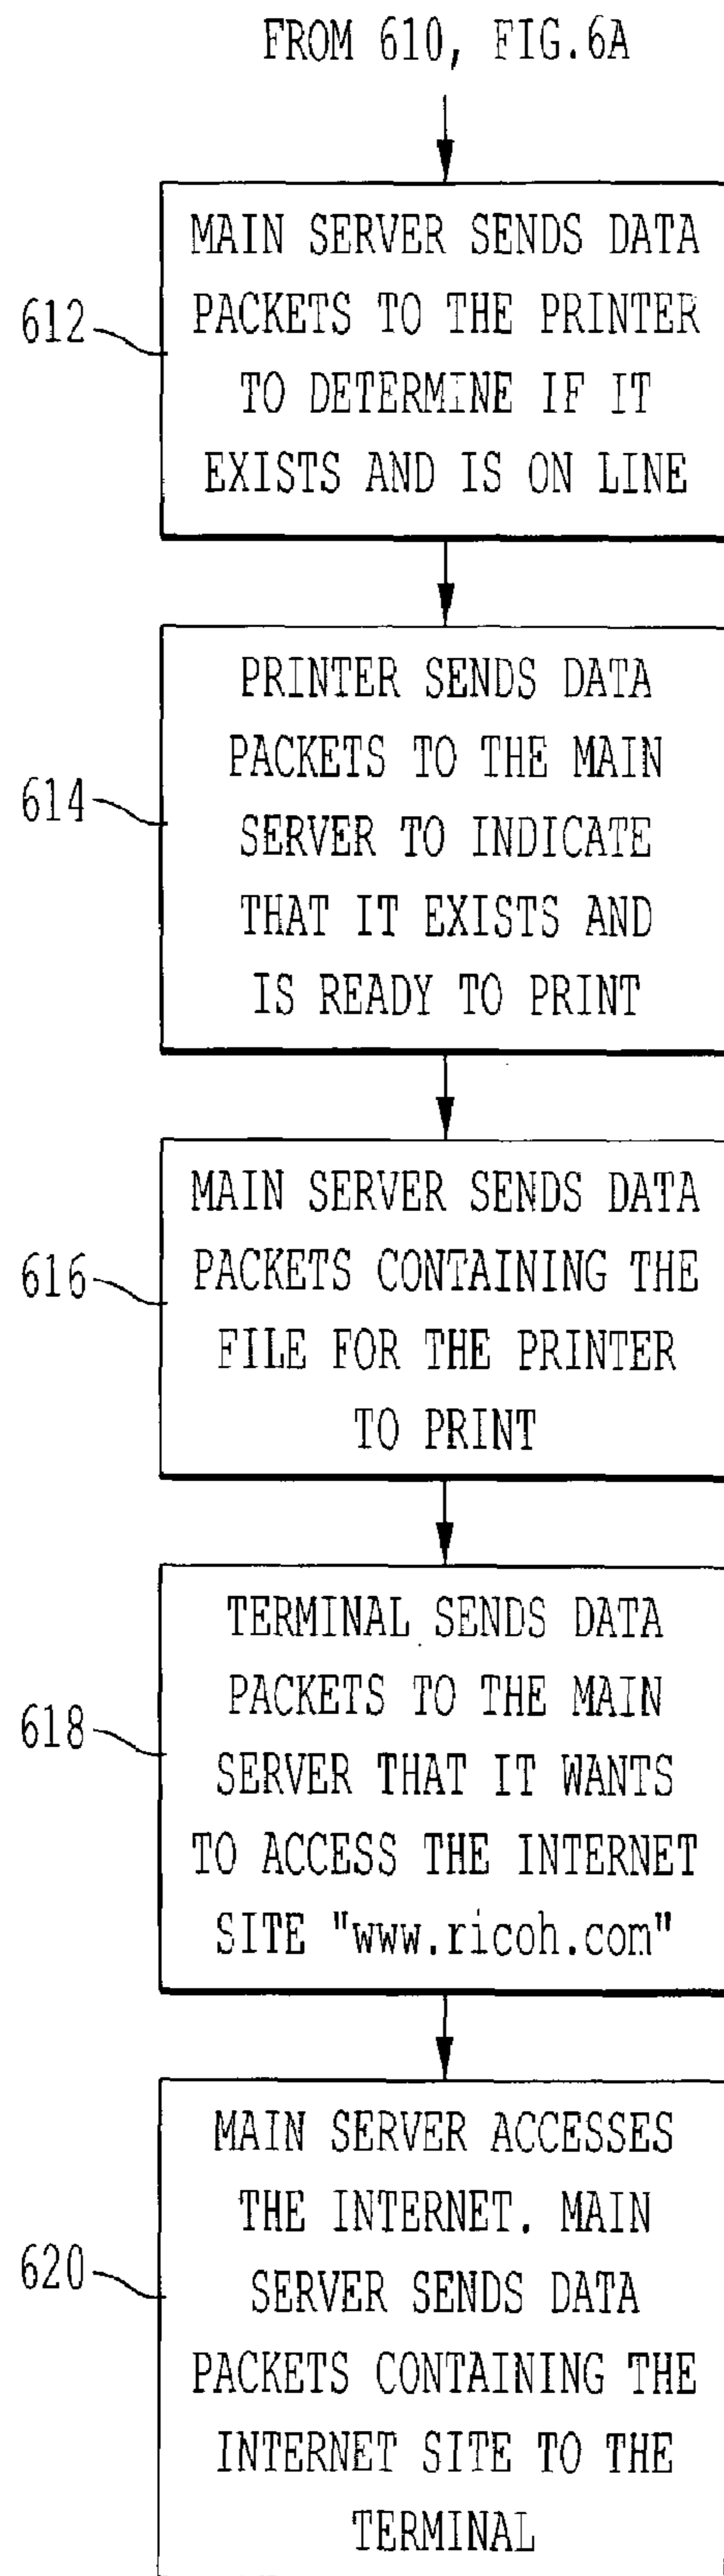 FROM 610, FIG.6A
612
MAIN SERVER SENDS DATA
PACKETS TO THE PRINTER
TO DETERMINE IF IT
EXISTS AND IS ON LINE
614
PRINTER SENDS DATA
PACKETS TO THE MAIN
SERVER TO INDICATE
THAT IT EXISTS AND
IS READY TO PRINT
616
MAIN SERVER SENDS DATA
PACKETS CONTAINING THE
FILE FOR THE PRINTER
TO PRINT
618
TERMINAL SENDS DATA
PACKETS TO THE MAIN
SERVER THAT IT WANTS
TO ACCESS THE INTERNET
SITE "www.ricoh.com"
620
MAIN SERVER ACCESSES
THE INTERNET. MAIN
SERVER SENDS DATA
PACKETS CONTAINING THE
INTERNET SITE TO THE
TERMINAL